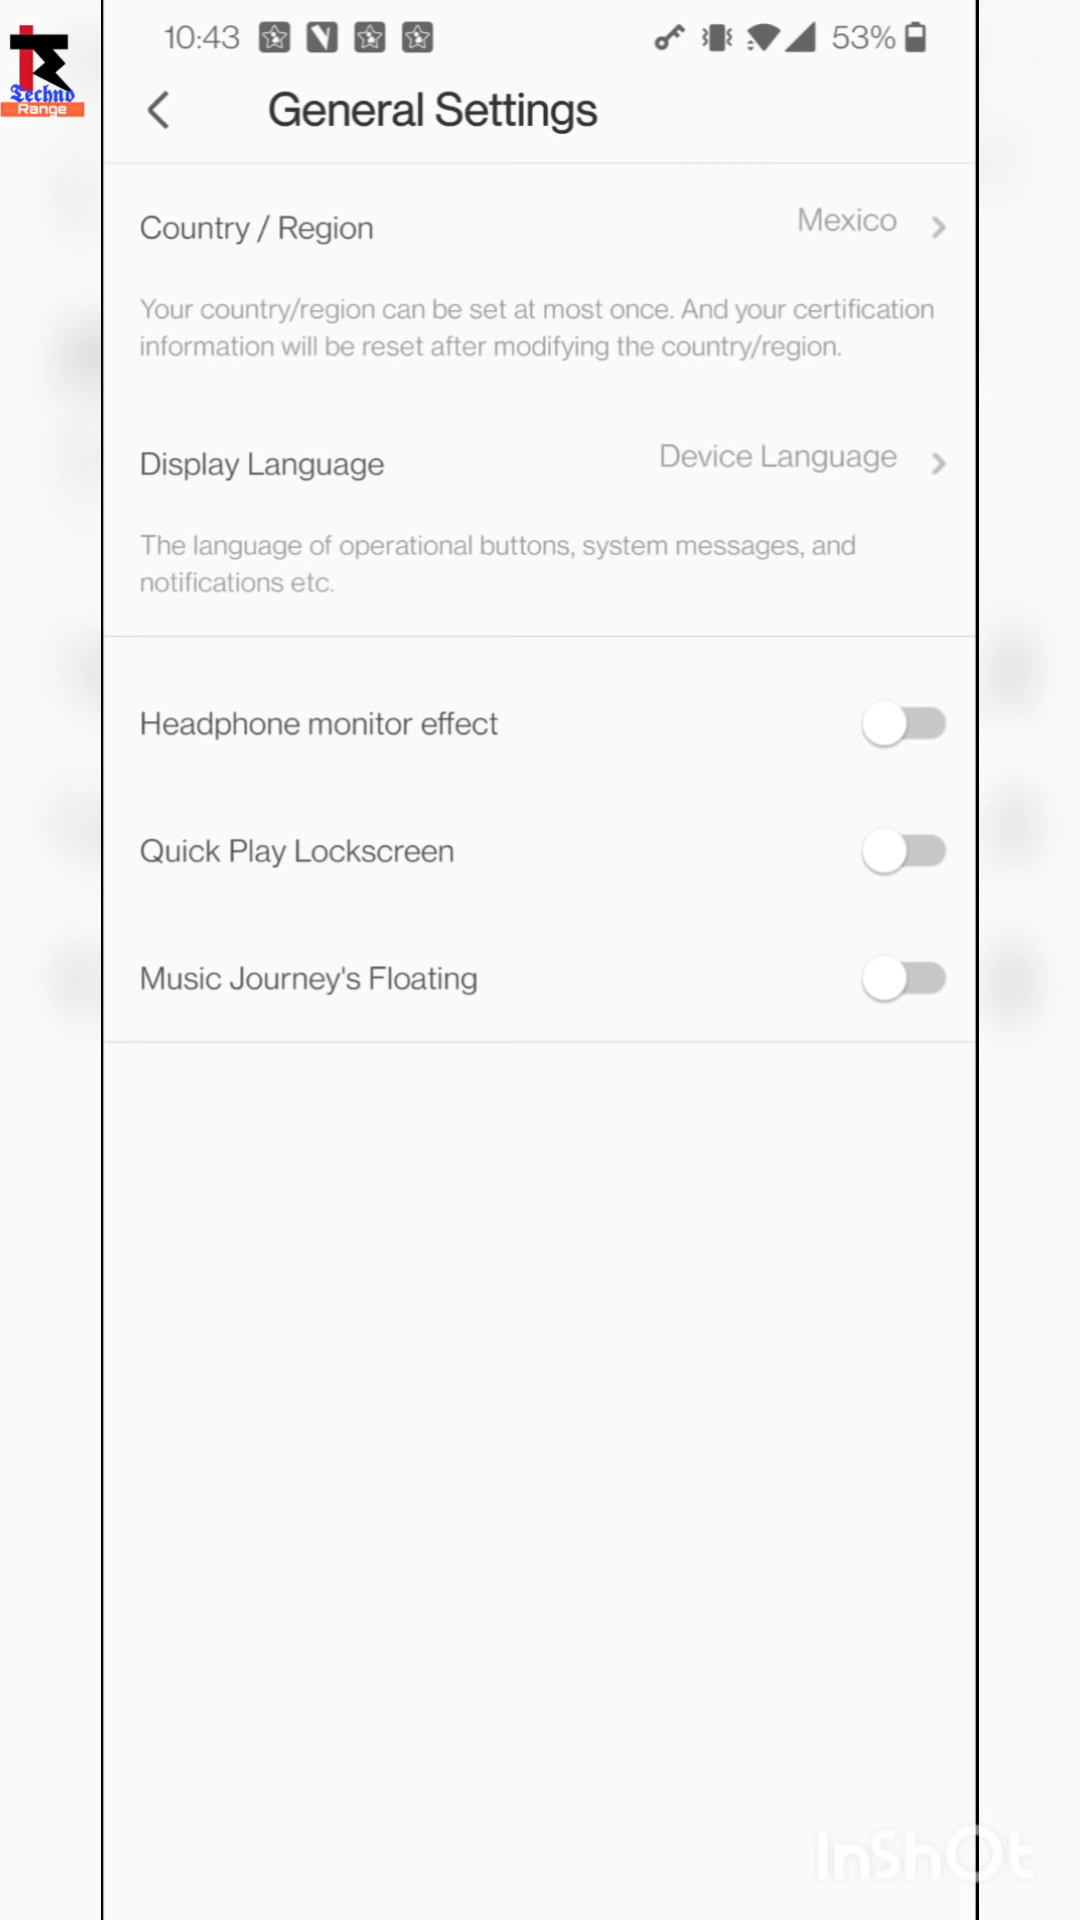 Techno
Range
10:43
53%
General Settings
Country / Region
Mexico
Your country/region can be set at most once. And your certification
information will be reset after modifying the country/region.
Display Language
Device Language
The language of operational buttons, system messages, and
notifications etc.
Headphone monitor effect
Quick Play Lockscreen
Music Journey's Floating
InShOt